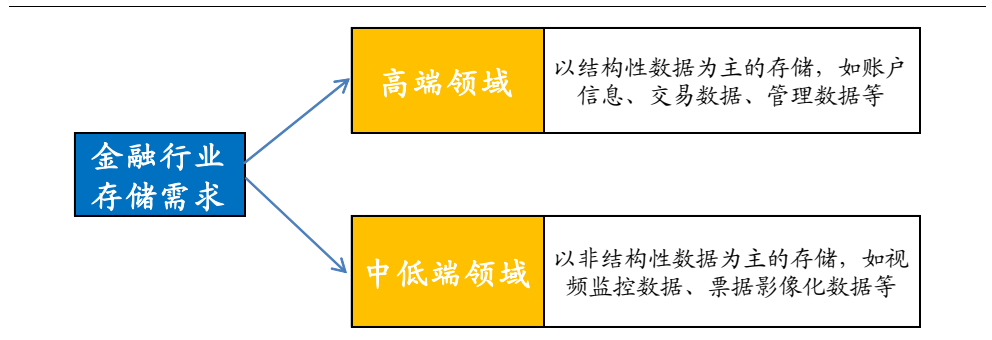 高端领域
以结构性数据为主的存储，如账户
信息、交易数据、管理数据等
金融行业
存储需求
中低端领域
以非结构性数据为主的存储，如视
频监控数据、票据影像化数据等